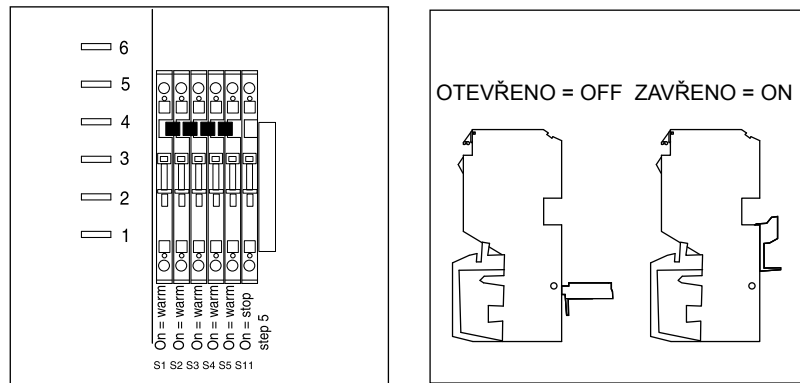 6
5
4
3
2
1
On = warm
On = warm
On = warm
On = warm
On = warm
On = stop
step 5
S1 S2 S3 S4 S5 S11
OTEVŘENO = OFF ZAVŘENO = ON